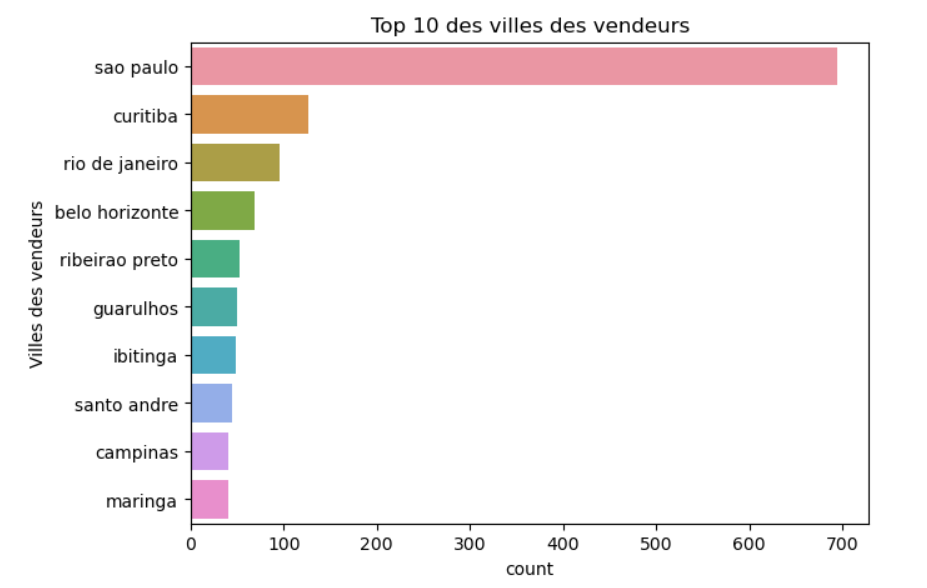 Top 10 des villes des vendeurs
Villes des vendeurs
sao paulo
curitiba
rio de janeiro
belo horizonte
ribeirao preto
guarulhos
ibitinga
santo andre
campinas
maringa
0 100 200 300 400 500 600 700
count